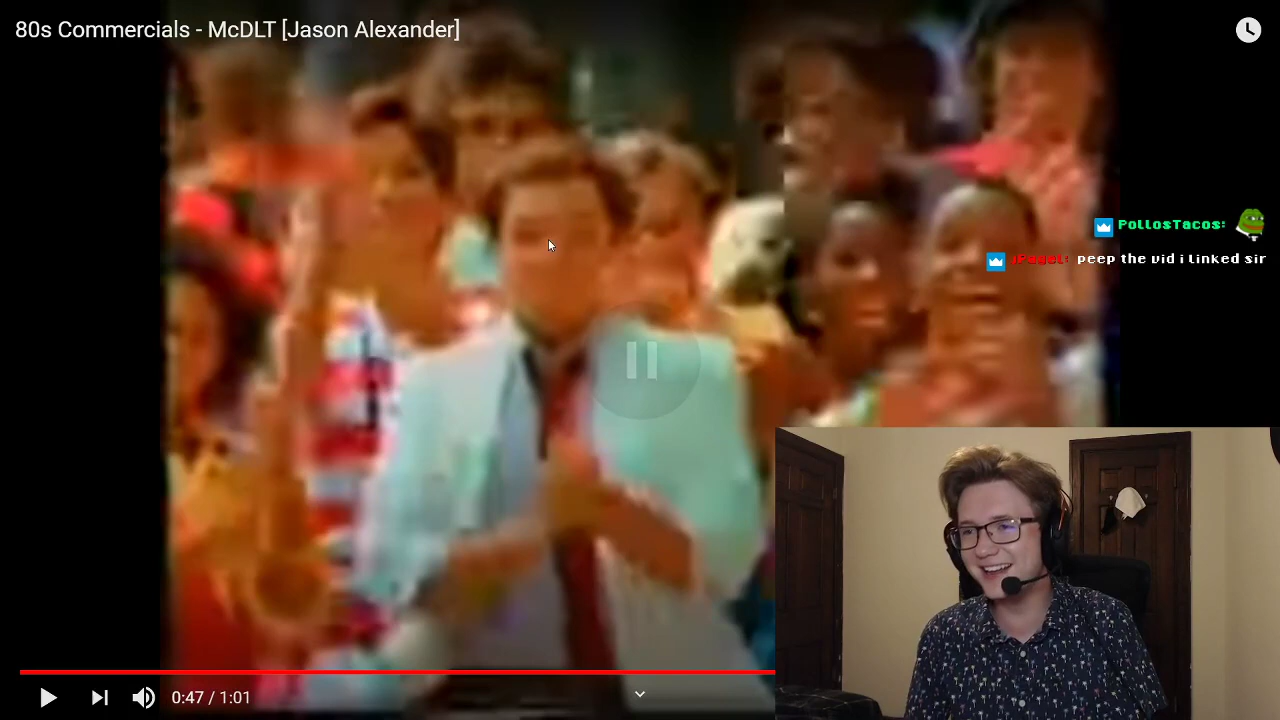 80s Commercials - McDLT [Jason Alexander]
PollosTacos:
peep the vid i linked sir
0:47 / 1:01